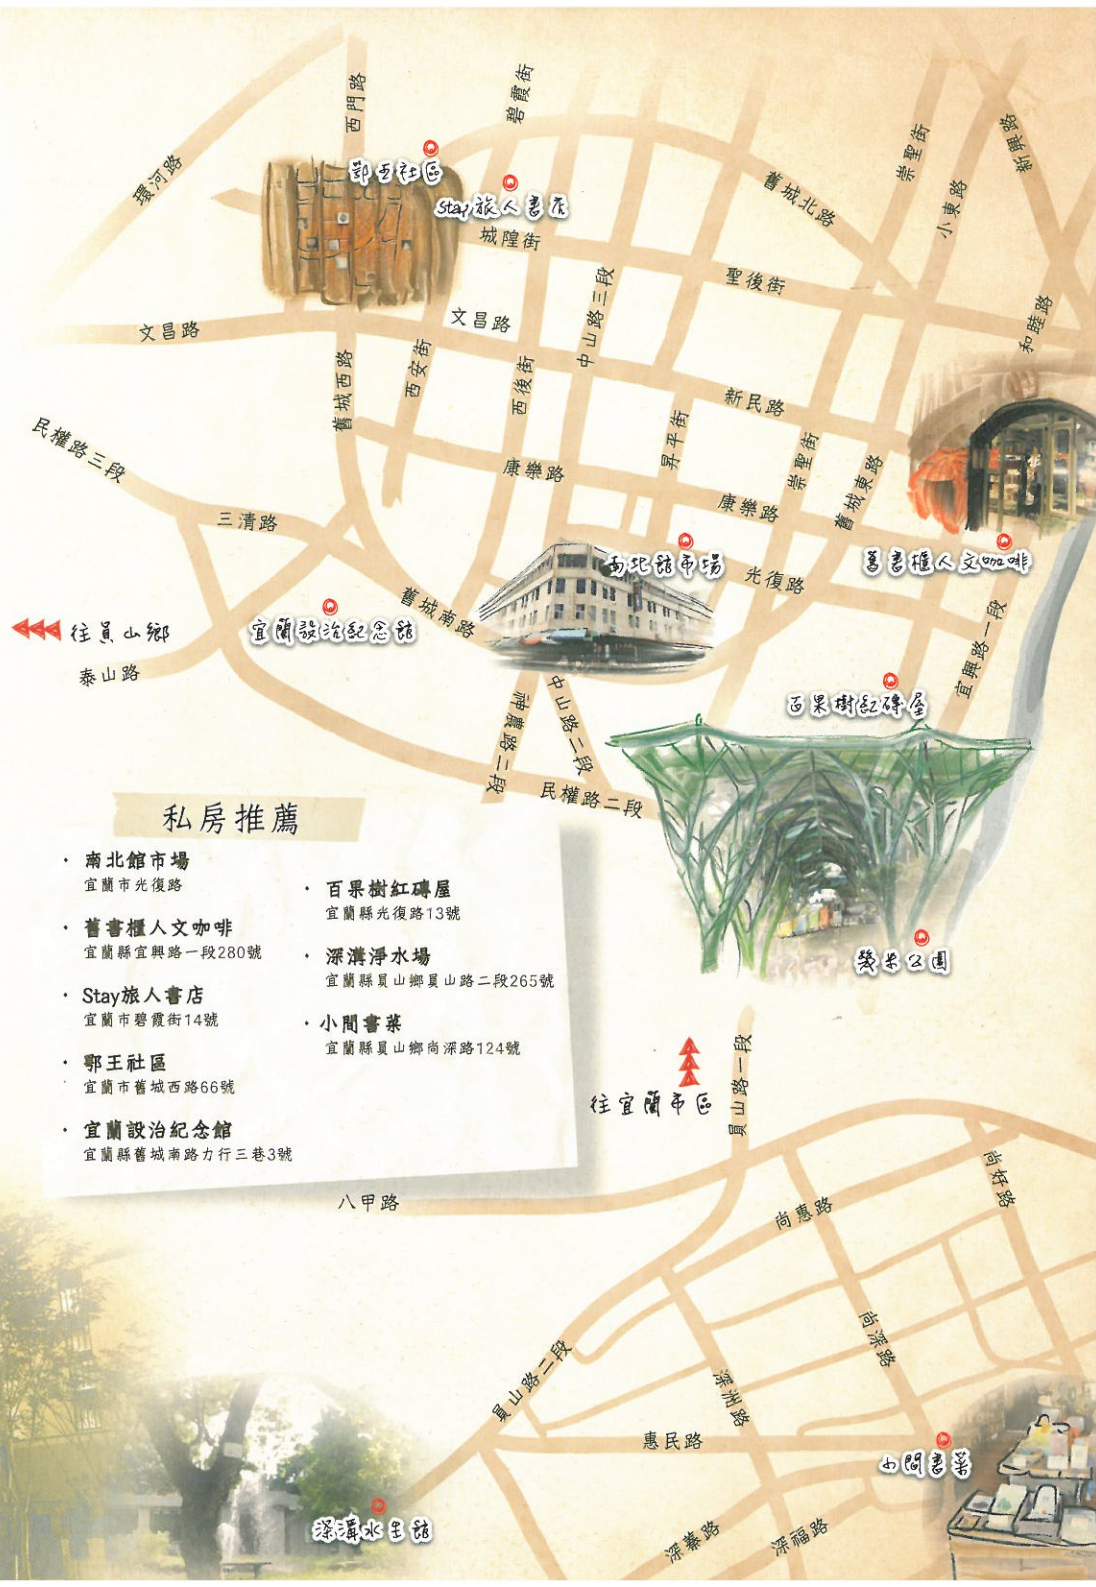 西門路
碧霞街
環河路
鄂王社區
Stay旅人書店
城隍街
舊城北路
崇聖街
新興路
小東路
聖後街
中山路三段
和睦路
文昌路
文昌路
舊城西路
西安街
西後街
新民路
昇平街
崇聖街
舊城東路
民權路三段
康樂路
康樂路
三清路
南北館市場
光復路
舊書櫃人文咖啡
宜蘭設治紀念館
舊城南路
往員山鄉
泰山路
宜興路一段
百果樹紅磚屋
神農路二段
中山路二段
民權路二段
幾米公園
私房推薦
· 南北館市場
宜蘭市光復路
· 舊書櫃人文咖啡
宜蘭縣宜興路一段280號
· Stay旅人書店
宜蘭市碧霞街14號
· 鄂王社區
宜蘭市舊城西路66號
· 宜蘭設治紀念館
宜蘭縣舊城南路力行三巷3號
· 百果樹紅磚屋
宜蘭縣光復路13號
· 深溝淨水場
宜蘭縣員山鄉員山路二段265號
· 小間書菜
宜蘭縣員山鄉尚深路124號
往宜蘭市區
員山路一段
八甲路
尚惠路
尚好路
員山路二段
尚深路
深洲路
惠民路
小間書菜
深溝水生館
深蓁路
深福路